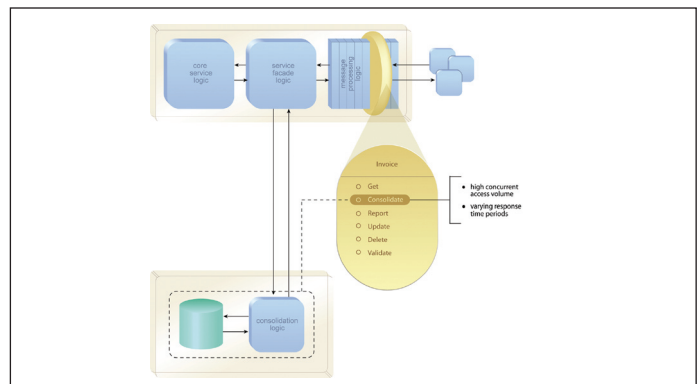 core
service
logic
service
facade
logic
message
processing
logic
Invoice
Get
Consolidate
Report
Update
Delete
Validate
• high concurrent
access volume
• varying response
time periods
consolidation
logic